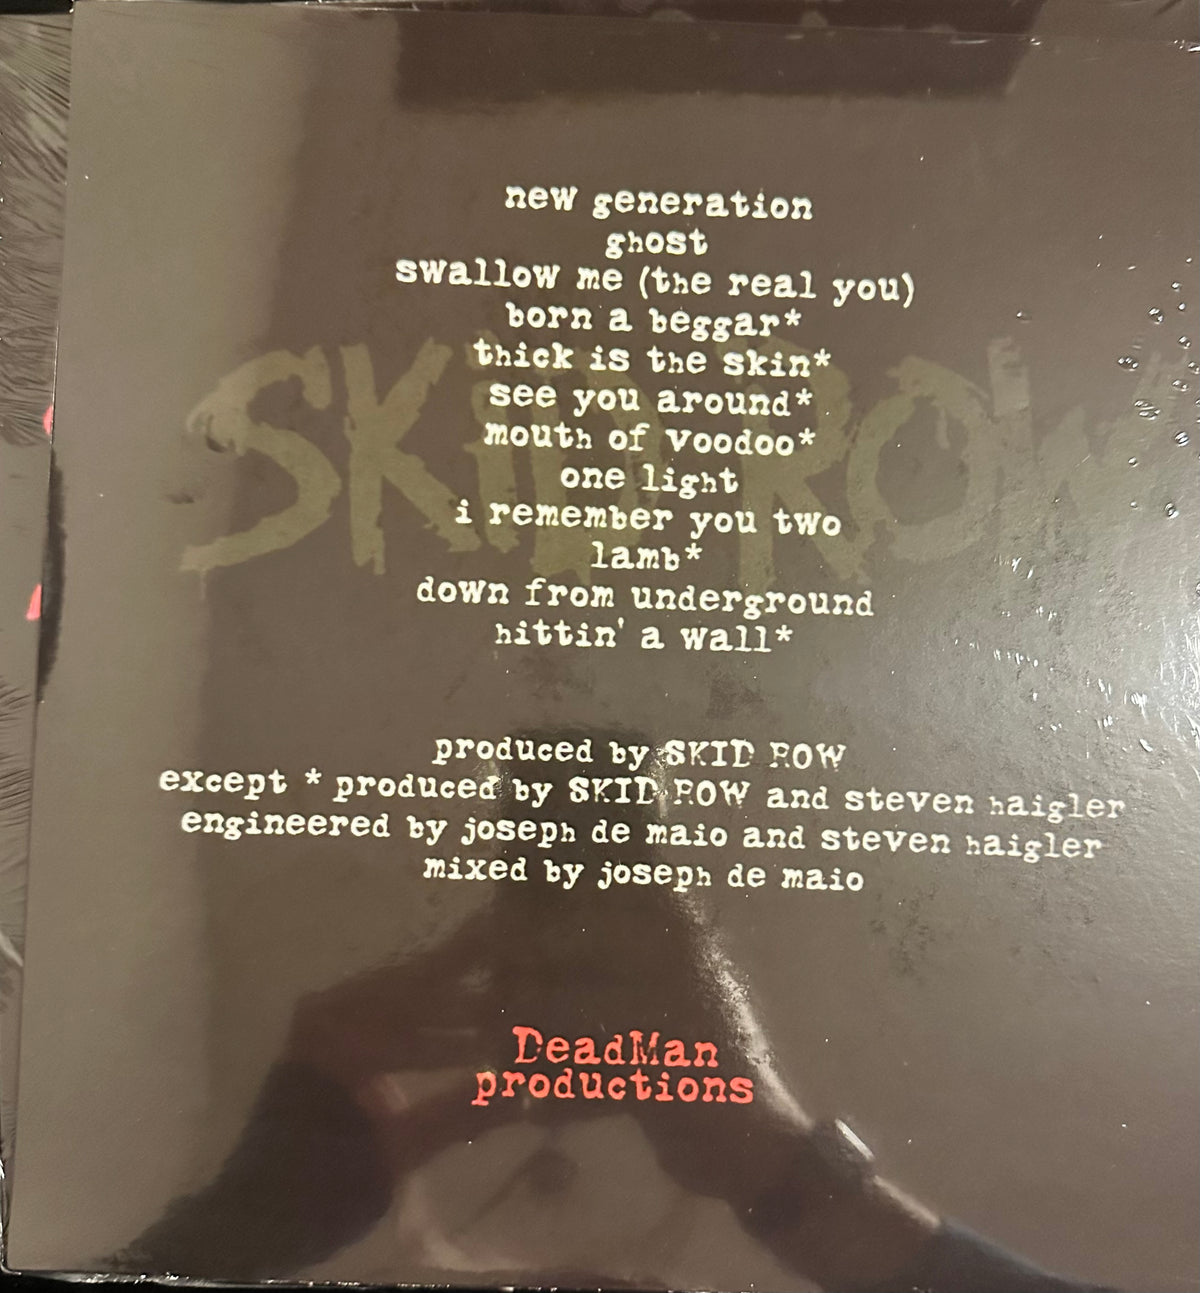 new generation
ghost
swallow me (the real you)
born a beggar*
thick is the skin*
see you around*
mouth of voodoo*
one light
i remember you two
lamb*
down from underground
hittin' a wall*
SKID ROW
produced by SKID ROW
except * produced by SKID ROW and steven haigler
engineered by joseph de maio and steven haigler
mixed by joseph de maio
DeadMan
productions